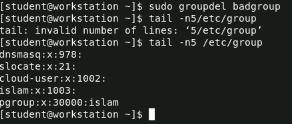 [student@workstation ~]$ sudo groupdel badgroup
[student@workstation ~]$ tail -n5/etc/group
tail: invalid number of lines: ‘5/etc/group’
[student@workstation ~]$ tail -n5 /etc/group
dnsmasq:x:978:
slocate:x:21:
cloud-user:x:1002:
islam:x:1003:
pgroup:x:30000:islam
[student@workstation ~]$